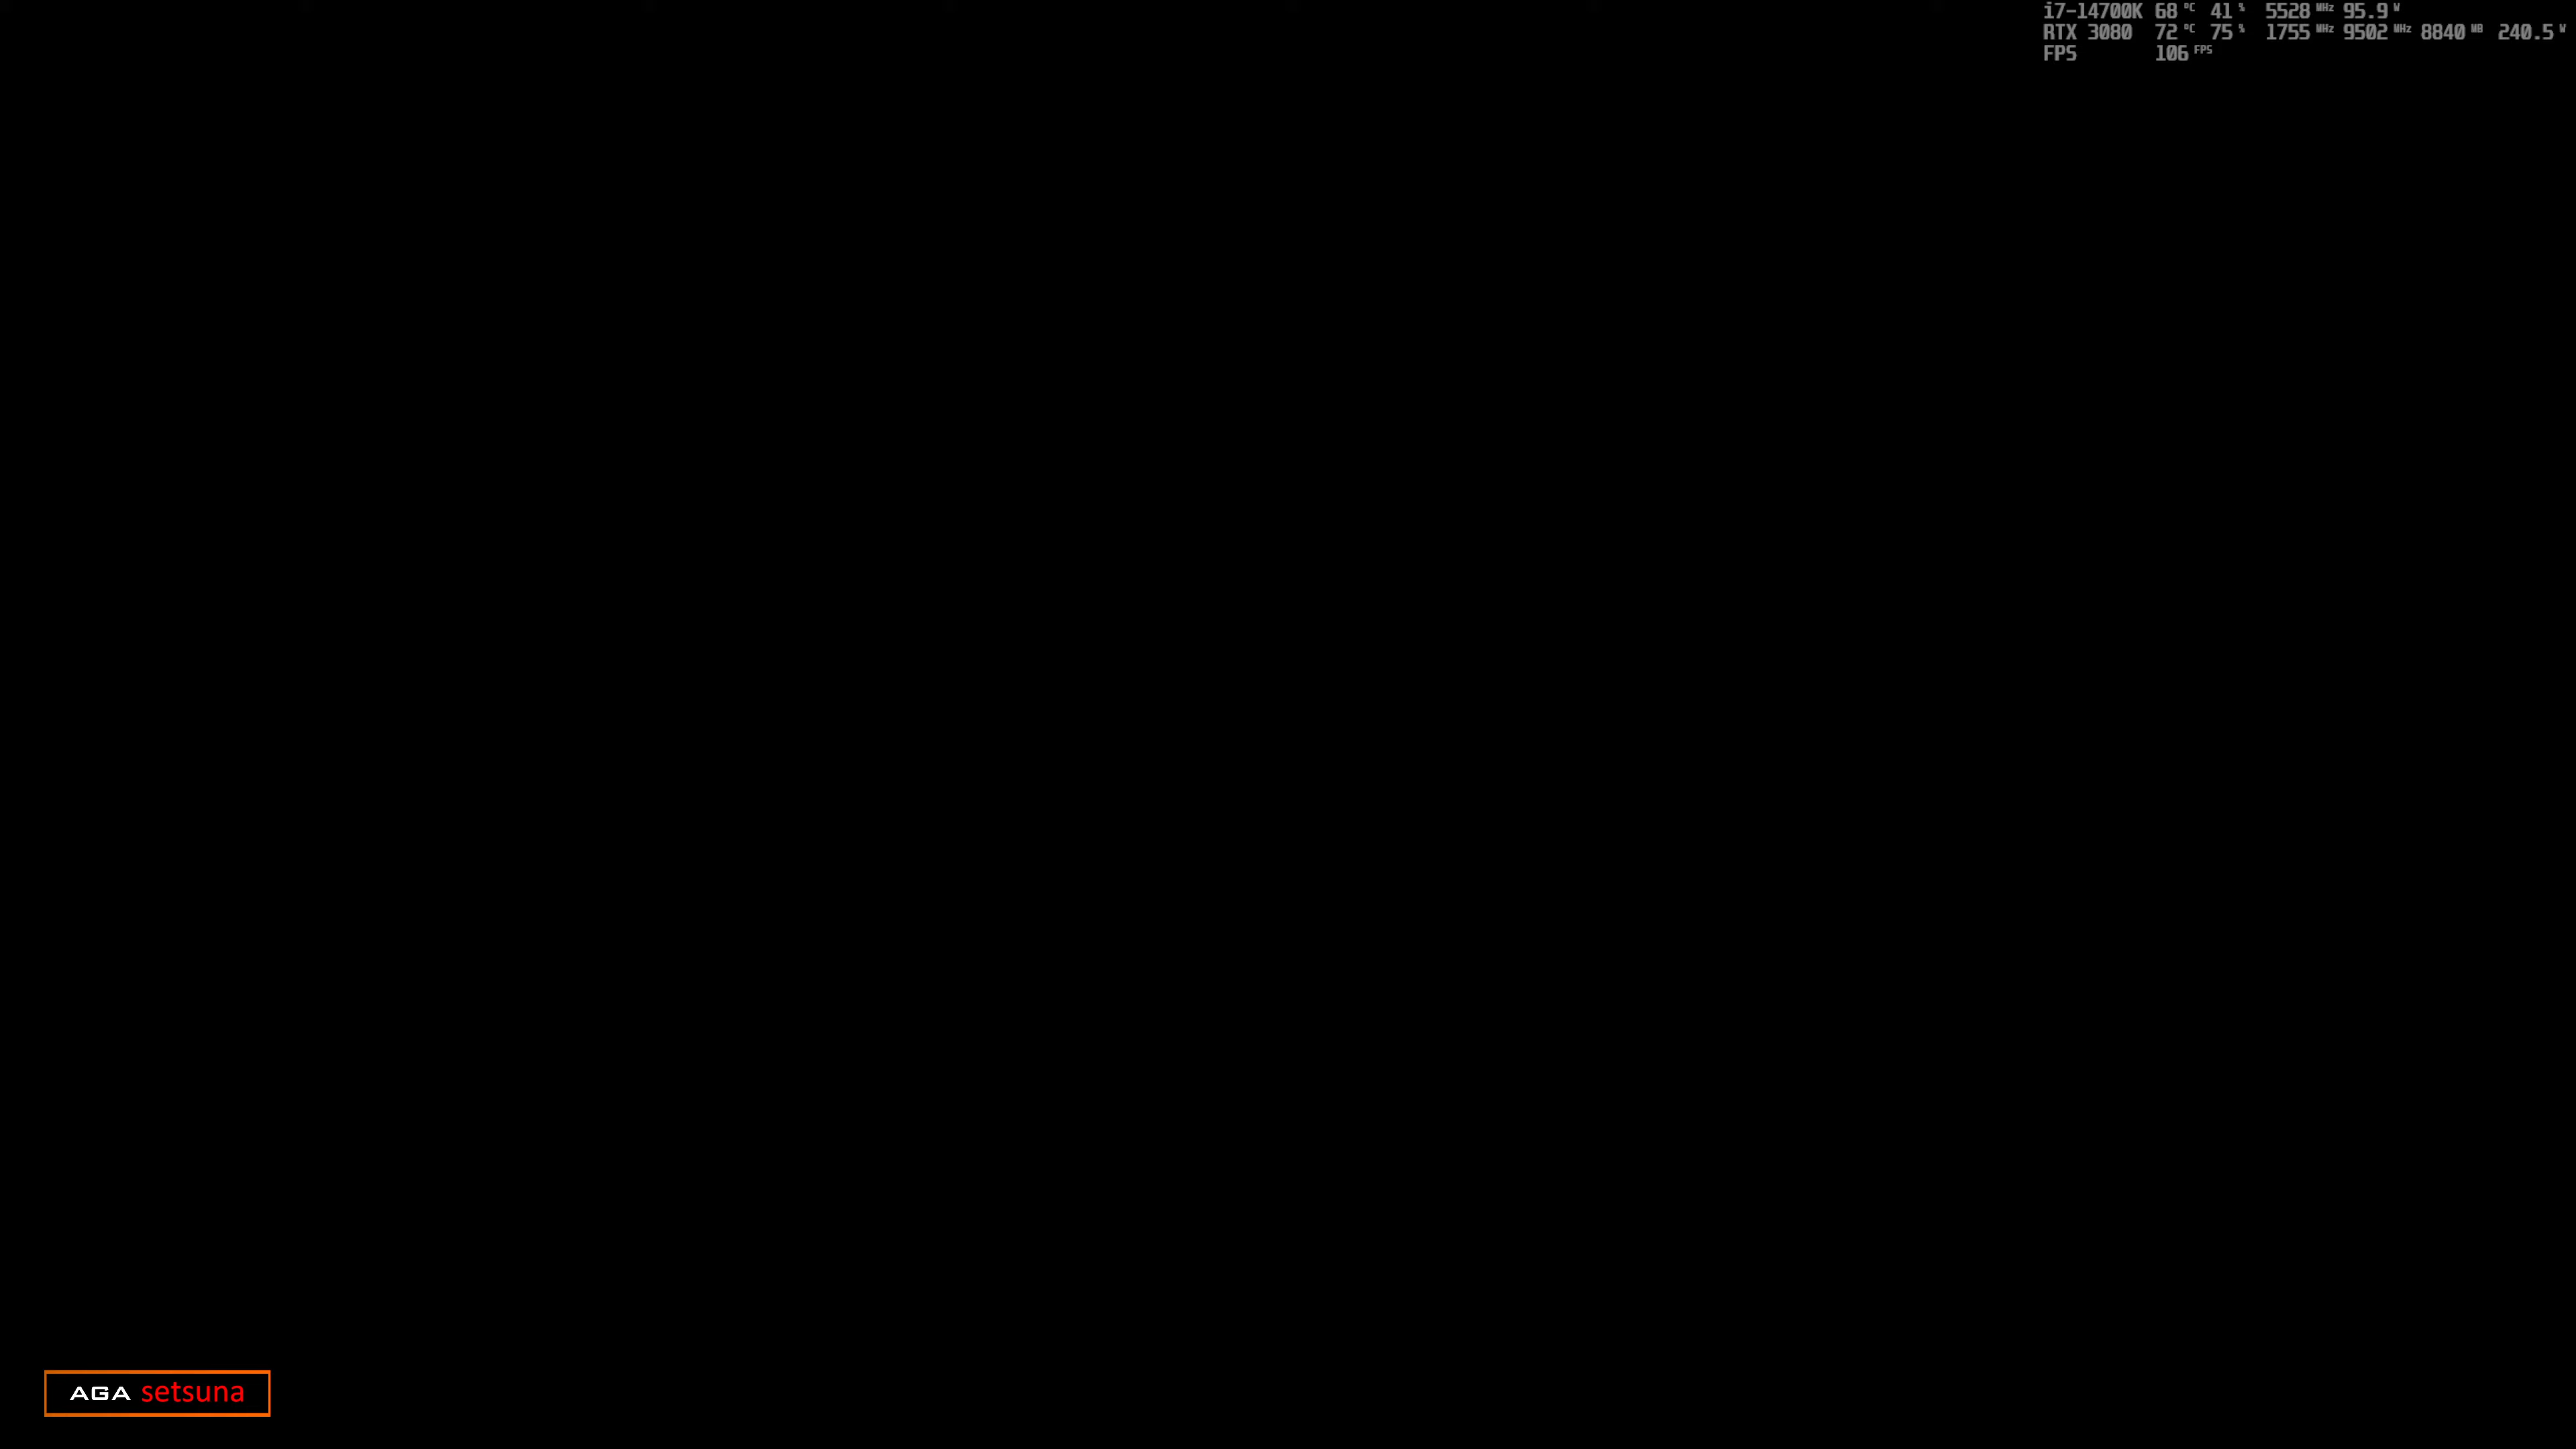 i7-14700K 68 °C 41 % 5528 MHz 95.9 W
RTX 3080 72 °C 75 % 1755 MHz 9502 MHz 8840 MB 240.5 W
FPS 106 FPS
AGA setsuna